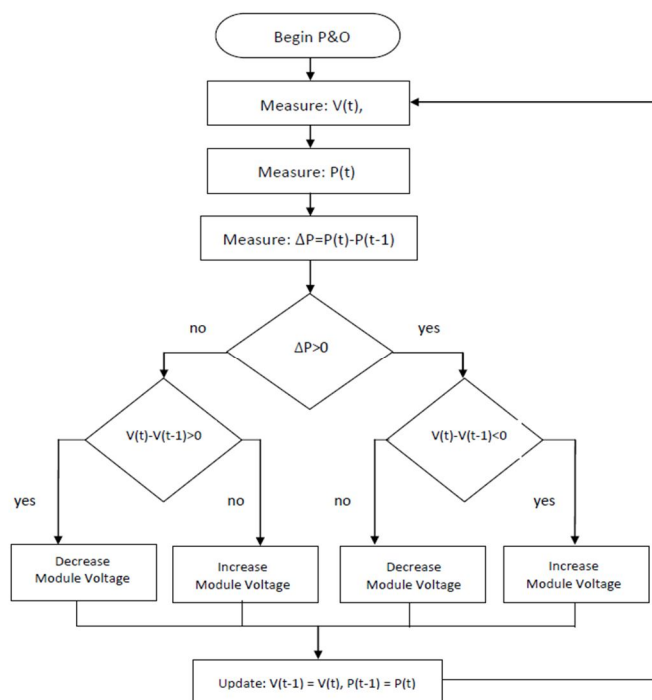 Begin P&O
Measure: V(t),
Measure: P(t)
Measure: ΔP=P(t)-P(t-1)
no
yes
ΔP>0
V(t)-V(t-1)>0
V(t)-V(t-1)<0
yes
no
no
yes
Decrease
Module Voltage
Increase
Module Voltage
Decrease
Module Voltage
Increase
Module Voltage
Update: V(t-1) = V(t), P(t-1) = P(t)